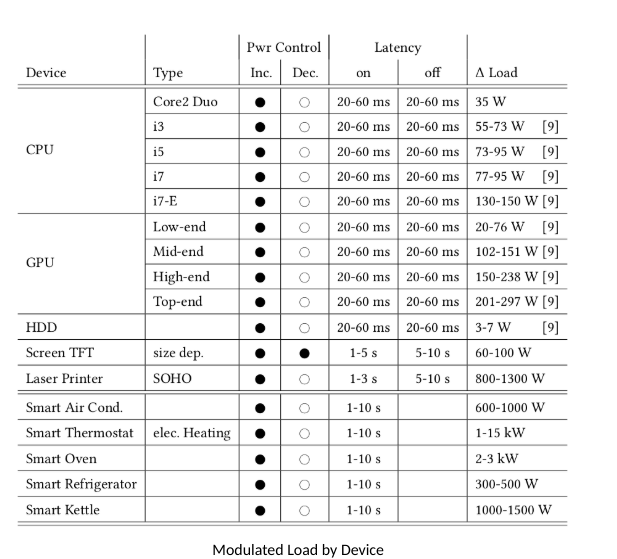 Pwr Control Latency
Device Type Inc. Dec. on off Δ Load
Core2 Duo ● ○ 20-60 ms 20-60 ms 35 W
i3 ● ○ 20-60 ms 20-60 ms 55-73 W [9]
CPU i5 ● ○ 20-60 ms 20-60 ms 73-95 W [9]
i7 ● ○ 20-60 ms 20-60 ms 77-95 W [9]
i7-E ● ○ 20-60 ms 20-60 ms 130-150 W [9]
Low-end ● ○ 20-60 ms 20-60 ms 20-76 W [9]
Mid-end ● ○ 20-60 ms 20-60 ms 102-151 W [9]
GPU
High-end ● ○ 20-60 ms 20-60 ms 150-238 W [9]
Top-end ● ○ 20-60 ms 20-60 ms 201-297 W [9]
HDD ● ○ 20-60 ms 20-60 ms 3-7 W [9]
Screen TFT size dep. ● ● 1-5 s 5-10 s 60-100 W
Laser Printer SOHO ● ○ 1-3 s 5-10 s 800-1300 W
Smart Air Cond. ● ○ 1-10 s 600-1000 W
Smart Thermostat elec. Heating ● ○ 1-10 s 1-15 kW
Smart Oven ● ○ 1-10 s 2-3 kW
Smart Refrigerator ● ○ 1-10 s 300-500 W
Smart Kettle ● ○ 1-10 s 1000-1500 W
Modulated Load by Device